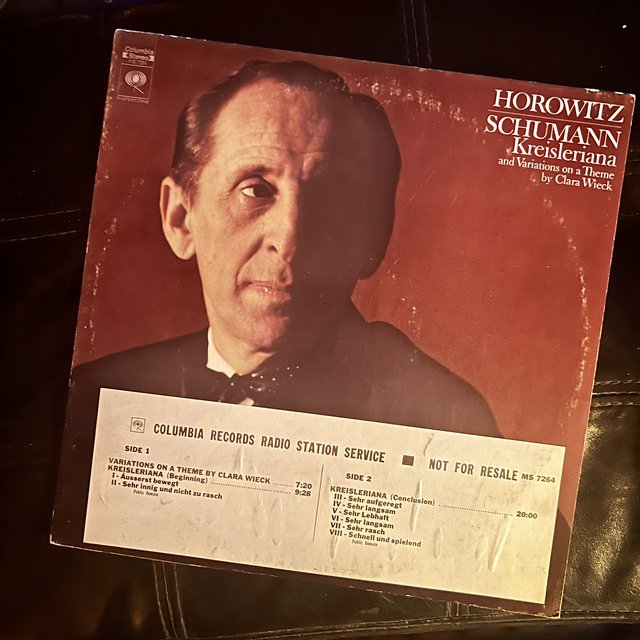 Columbia
Stereo
MS 7264
HOROWITZ
SCHUMANN
Kreisleriana
and Variations on a Theme
by Clara Wieck
COLUMBIA RECORDS RADIO STATION SERVICE ■ NOT FOR RESALE MS 7264
SIDE 1
VARIATIONS ON A THEME BY CLARA WIECK ........ 7:20
KREISLERIANA (Beginning) ........ 9:28
I - Äusserst bewegt
II - Sehr innig und nicht zu rasch
Public Domain
SIDE 2
KREISLERIANA (Conclusion) ........ 20:00
III - Sehr aufgeregt
IV - Sehr langsam
V - Sehr Lebhaft
VI - Sehr langsam
VII - Sehr rasch
VIII - Schnell und spielend
Public Domain